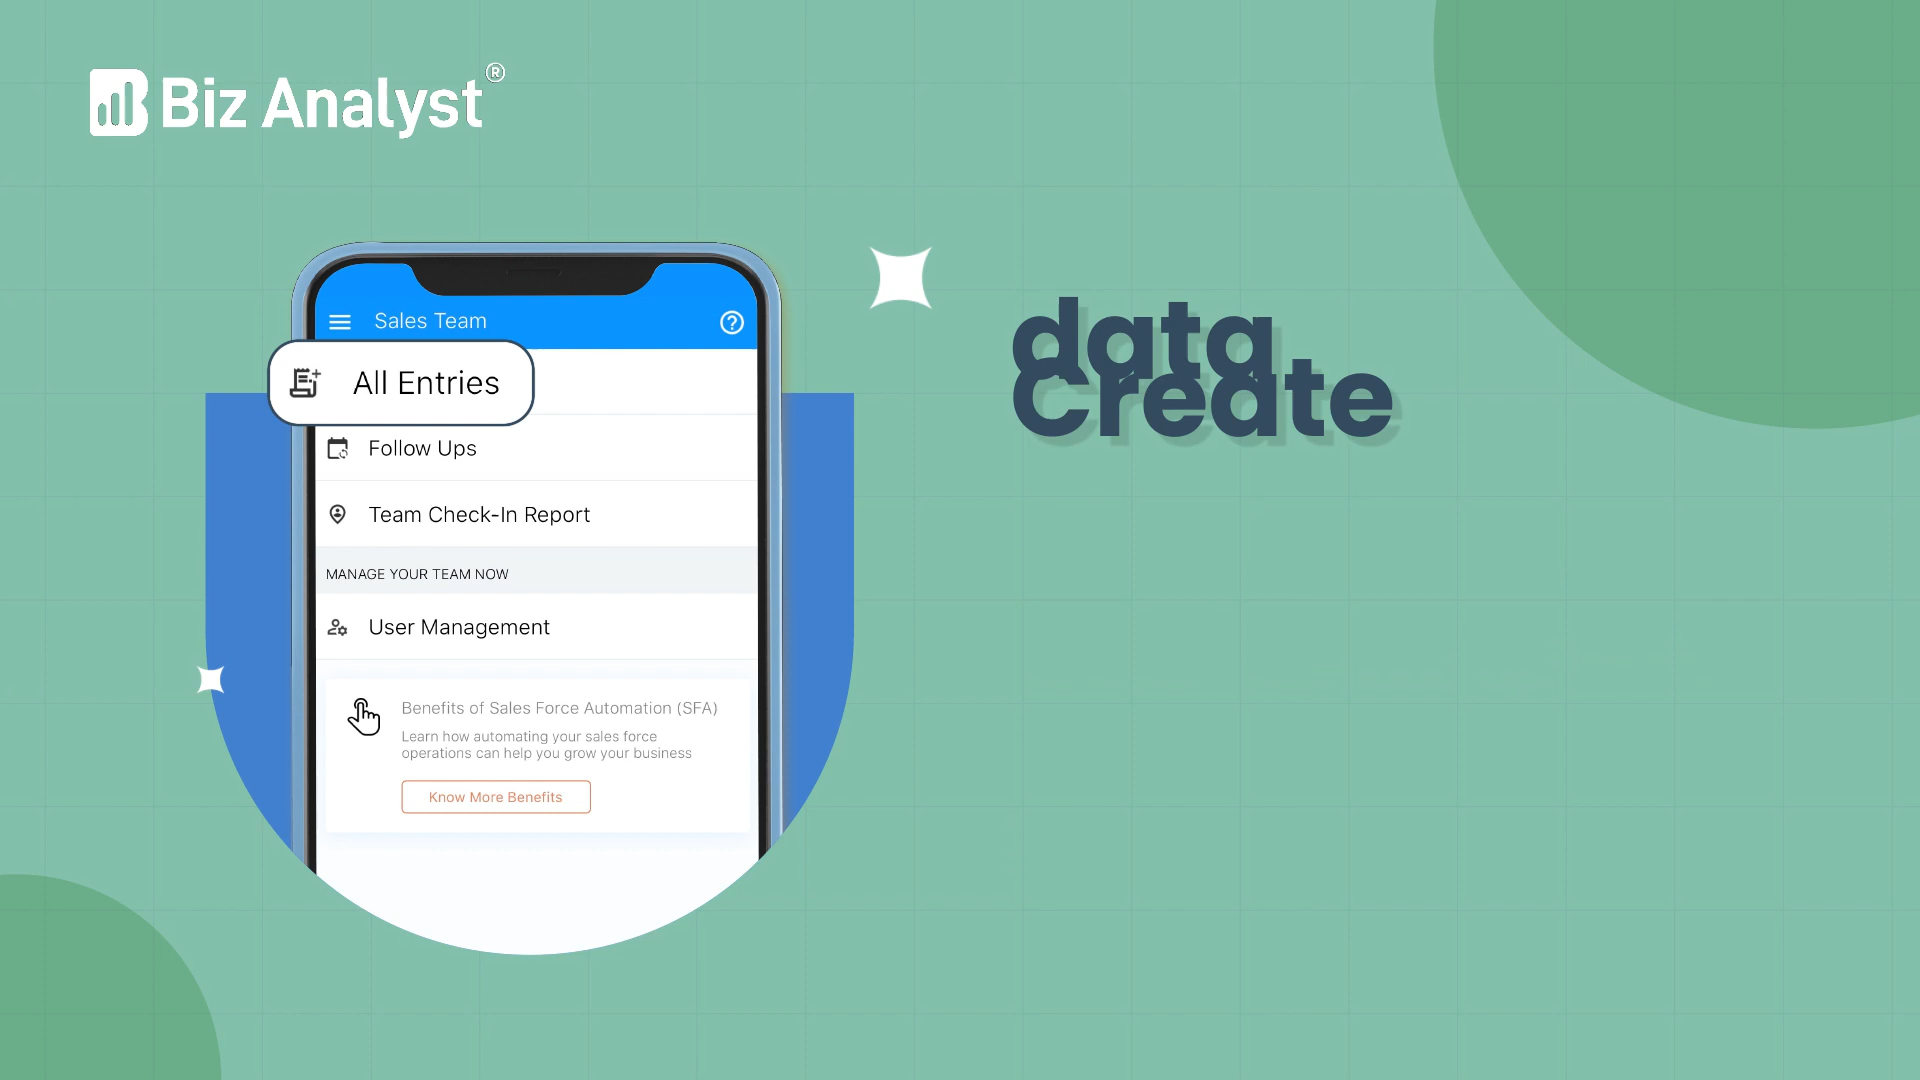 Biz Analyst®
Sales Team
All Entries
Follow Ups
Team Check-In Report
MANAGE YOUR TEAM NOW
User Management
Benefits of Sales Force Automation (SFA)
Learn how automating your sales force
operations can help you grow your business
Know More Benefits
data
Create